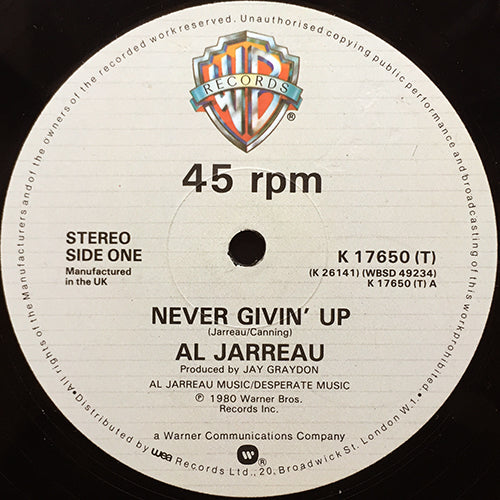 All rights of the Manufacturers and of the owners of the recorded work reserved. Unauthorised copying public performance and broadcasting of this work prohibited.
WB
RECORDS
®
45 rpm
STEREO
SIDE ONE
Manufactured
in the UK
K 17650 (T)
(K 26141) (WBSD 49234)
K 17650 (T) A
NEVER GIVIN' UP
(Jarreau/Canning)
AL JARREAU
Produced by JAY GRAYDON
AL JARREAU MUSIC/DESPERATE MUSIC
℗ 1980 Warner Bros.
Records Inc.
a Warner Communications Company
®
•Distributed by wea Records Ltd., 20, Broadwick St. London W.1.•